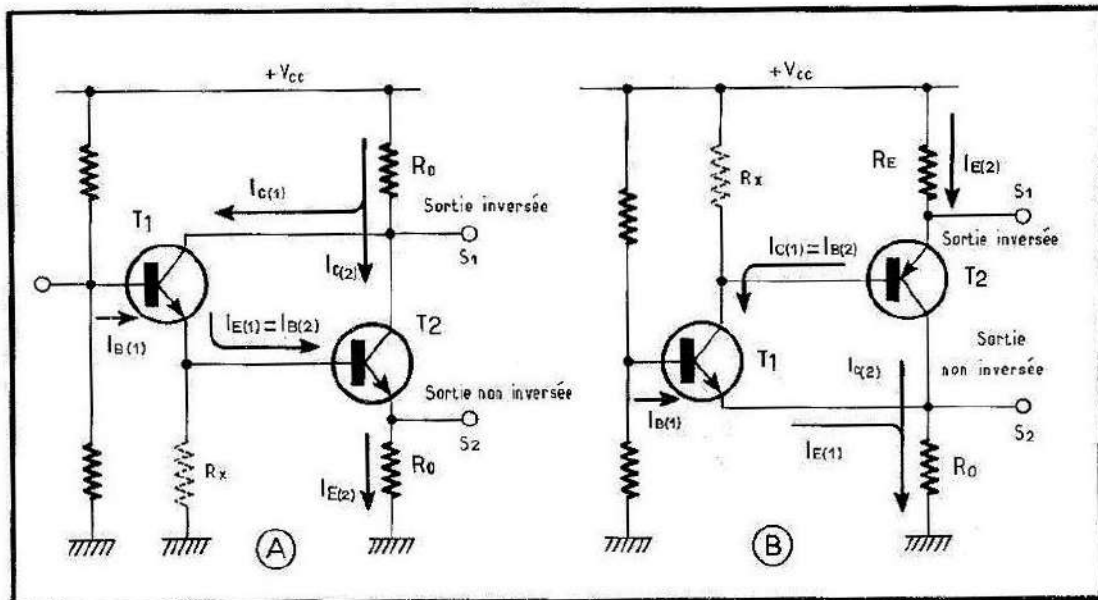 +Vcc
R0
IC(1)
Sortie inversée
T1
S1
IC(2)
IE(1) = IB(2)
T2
IB(1)
Sortie non inversée
S2
Rx
R0
IE(2)
A
+Vcc
RE
IE(2)
Rx
S1
Sortie inversée
IC(1) = IB(2)
T2
T1
Sortie
non inversée
IC(2)
IB(1)
S2
IE(1)
R0
B